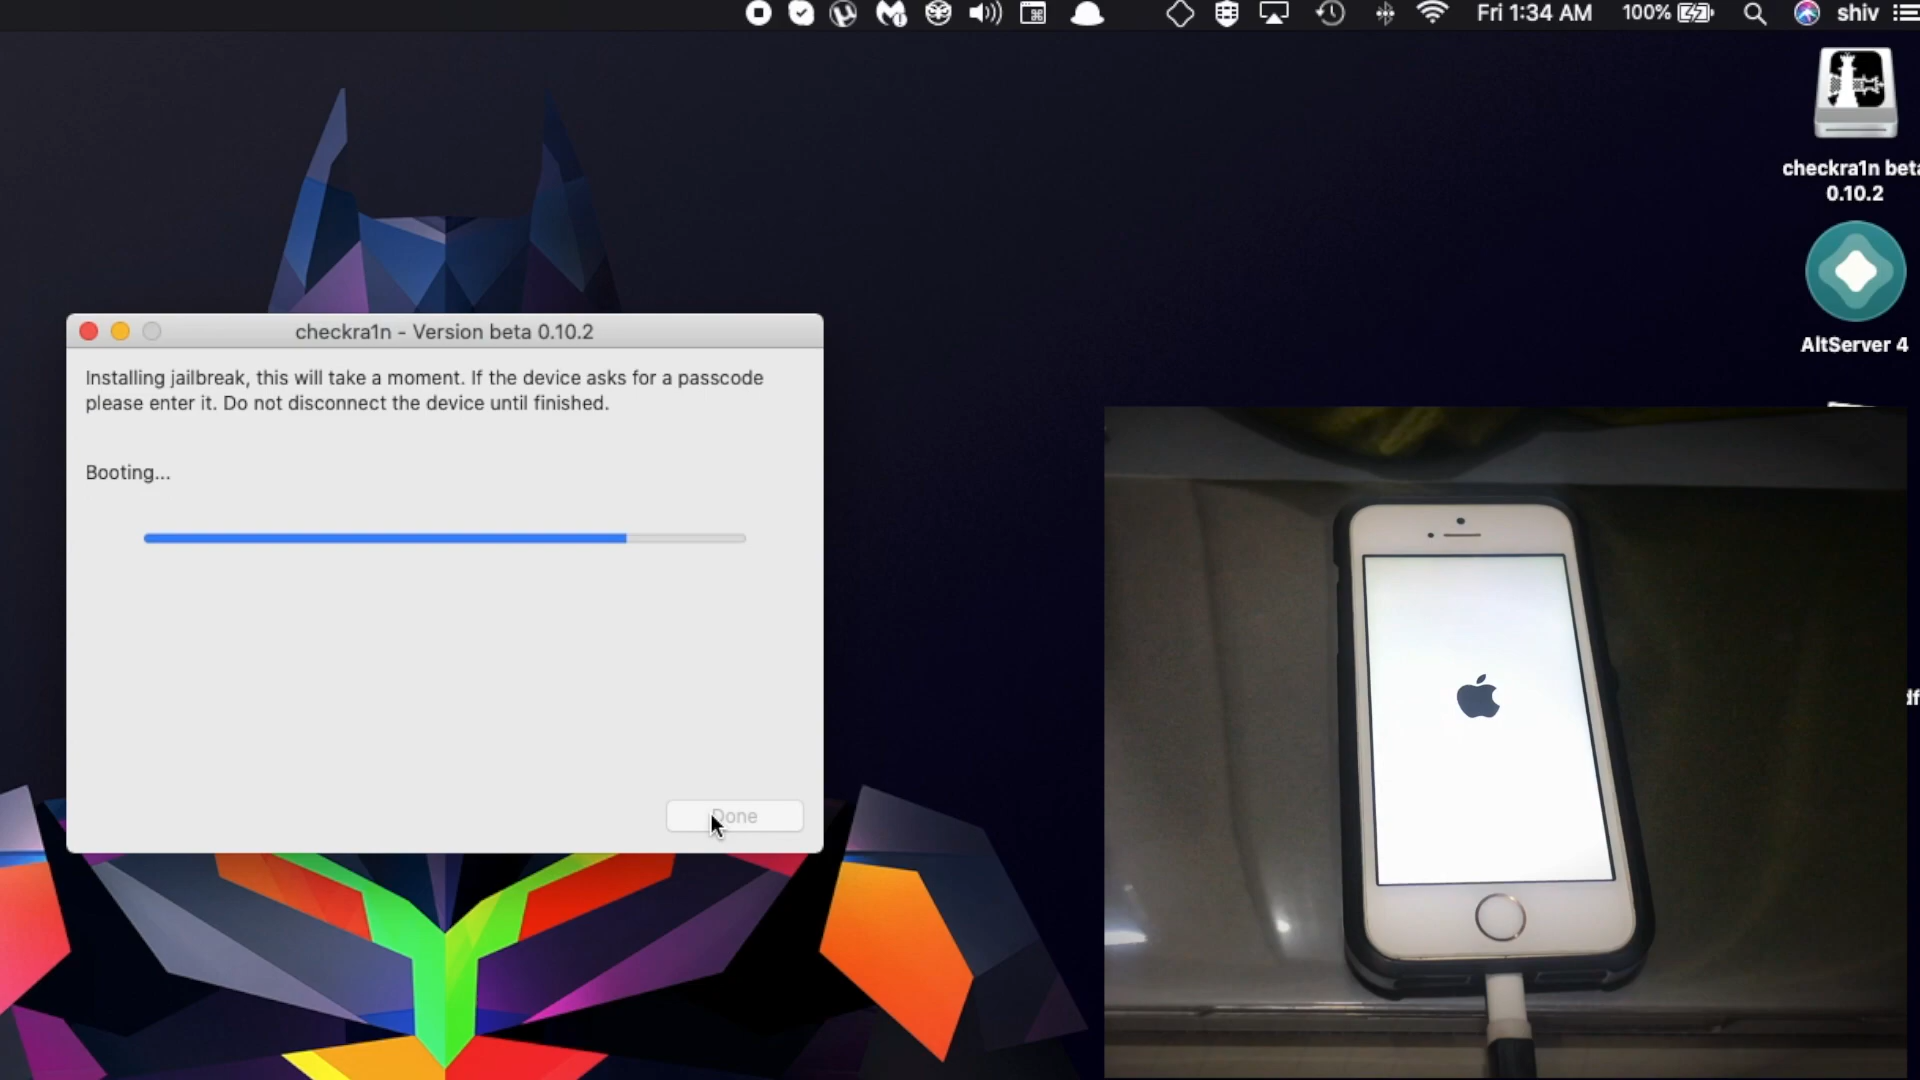 Fri 1:34 AM
100%
shiv
checkra1n beta
0.10.2
AltServer 4
checkra1n - Version beta 0.10.2
Installing jailbreak, this will take a moment. If the device asks for a passcode
please enter it. Do not disconnect the device until finished.
Booting...
Done